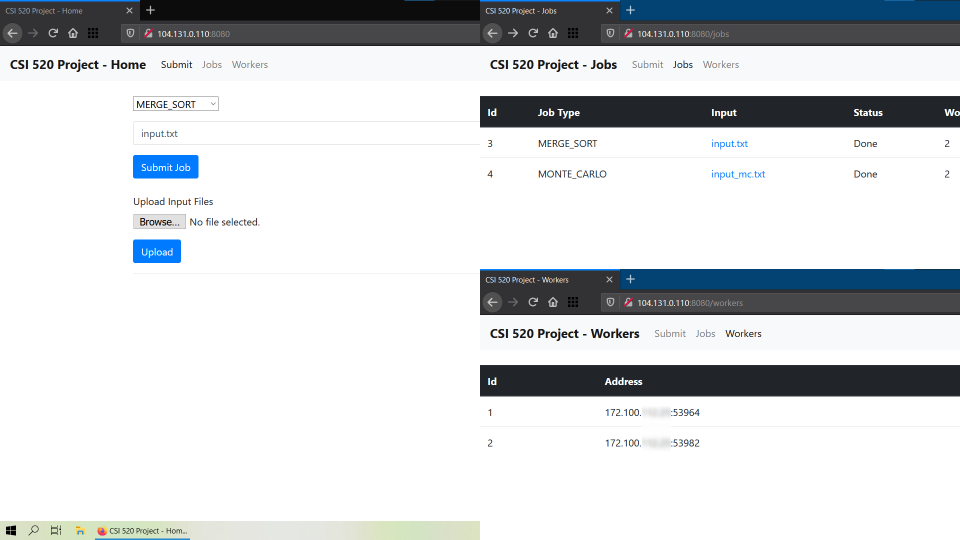 CSI 520 Project - Home
104.131.0.110:8080
CSI 520 Project - Home Submit Jobs Workers
MERGE_SORT
input.txt
Submit Job
Upload Input Files
Browse... No file selected.
Upload
CSI 520 Project - Hom...
CSI 520 Project - Jobs
104.131.0.110:8080/jobs
CSI 520 Project - Jobs Submit Jobs Workers
Id Job Type Input Status Wo
3 MERGE_SORT input.txt Done 2
4 MONTE_CARLO input_mc.txt Done 2
CSI 520 Project - Workers
104.131.0.110:8080/workers
CSI 520 Project - Workers Submit Jobs Workers
Id Address
1 172.100. :53964
2 172.100. :53982